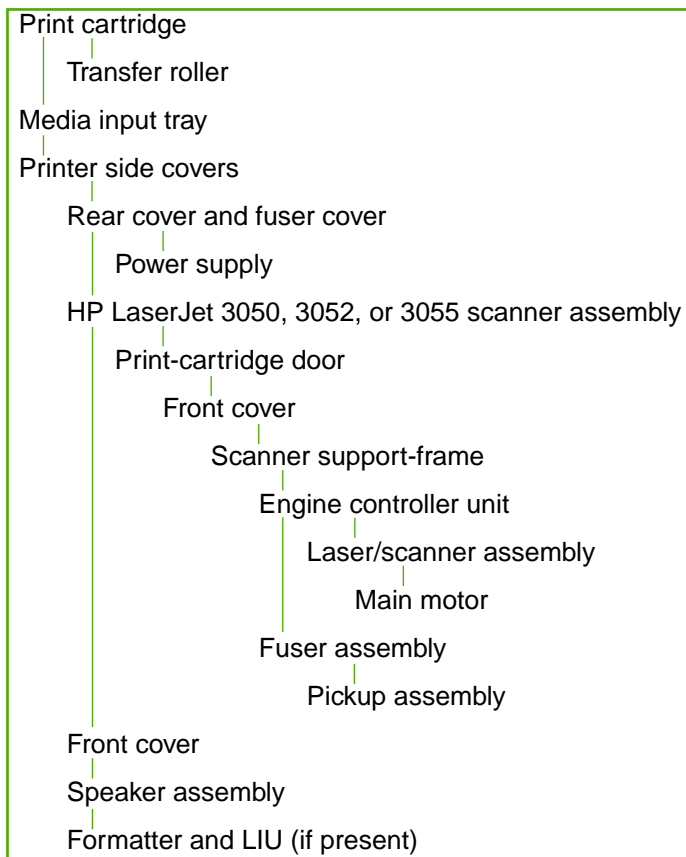 Print cartridge
Transfer roller
Media input tray
Printer side covers
Rear cover and fuser cover
Power supply
HP LaserJet 3050, 3052, or 3055 scanner assembly
Print-cartridge door
Front cover
Scanner support-frame
Engine controller unit
Laser/scanner assembly
Main motor
Fuser assembly
Pickup assembly
Front cover
Speaker assembly
Formatter and LIU (if present)